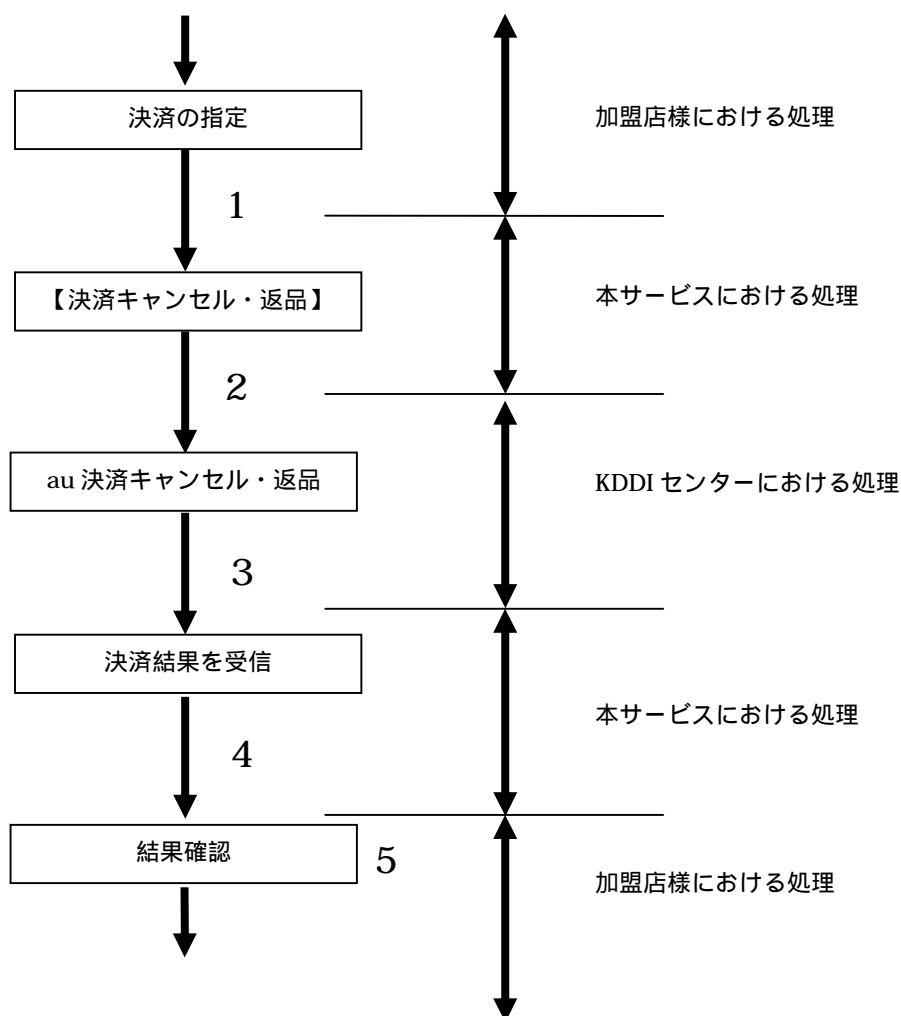 決済の指定
加盟店様における処理
1
【決済キャンセル・返品】
本サービスにおける処理
2
au 決済キャンセル・返品
KDDI センターにおける処理
3
決済結果を受信
本サービスにおける処理
4
結果確認
5
加盟店様における処理